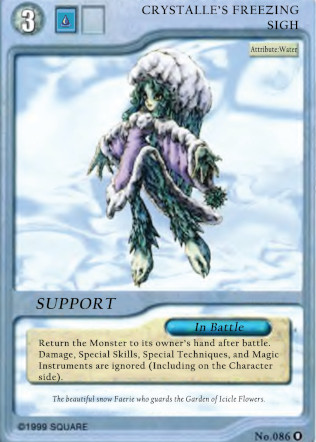 3
CRYSTALLE'S FREEZING
SIGH
Attribute:Water
SUPPORT
In Battle
Return the Monster to its owner's hand after battle.
Damage, Special Skills, Special Techniques, and Magic
Instruments are ignored (Including on the Character
side).
The beautiful snow Faerie who guards the Garden of Icicle Flowers.
©1999 SQUARE
No.086